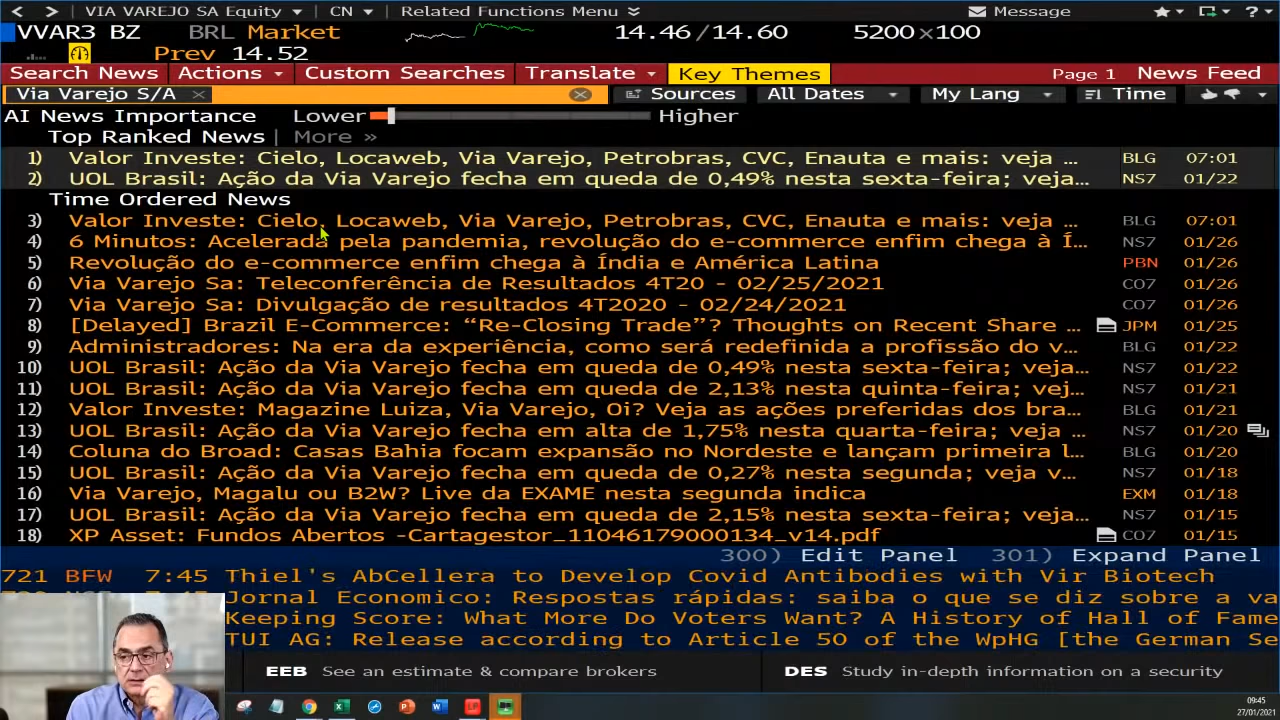 VIA VAREJO SA Equity CN Related Functions Menu Message ?
VVAR3 BZ BRL Market 14.46/14.60 5200×100
Prev 14.52
Search News Actions Custom Searches Translate Key Themes Page 1 News Feed
Via Varejo S/A × Sources All Dates My Lang Time
AI News Importance Lower Higher
Top Ranked News | More »
1) Valor Investe: Cielo, Locaweb, Via Varejo, Petrobras, CVC, Enauta e mais: veja … BLG 07:01
2) UOL Brasil: Ação da Via Varejo fecha em queda de 0,49% nesta sexta-feira; veja… NS7 01/22
Time Ordered News
3) Valor Investe: Cielo, Locaweb, Via Varejo, Petrobras, CVC, Enauta e mais: veja … BLG 07:01
4) 6 Minutos: Acelerada pela pandemia, revolução do e-commerce enfim chega à Í… NS7 01/26
5) Revolução do e-commerce enfim chega à Índia e América Latina PBN 01/26
6) Via Varejo Sa: Teleconferência de Resultados 4T20 - 02/25/2021 CO7 01/26
7) Via Varejo Sa: Divulgação de resultados 4T2020 - 02/24/2021 CO7 01/26
8) [Delayed] Brazil E-Commerce: “Re-Closing Trade”? Thoughts on Recent Share … JPM 01/25
9) Administradores: Na era da experiência, como será redefinida a profissão do v… BLG 01/22
10) UOL Brasil: Ação da Via Varejo fecha em queda de 0,49% nesta sexta-feira; veja… NS7 01/22
11) UOL Brasil: Ação da Via Varejo fecha em queda de 2,13% nesta quinta-feira; vej… NS7 01/21
12) Valor Investe: Magazine Luiza, Via Varejo, Oi? Veja as ações preferidas dos bra… BLG 01/21
13) UOL Brasil: Ação da Via Varejo fecha em alta de 1,75% nesta quarta-feira; veja … NS7 01/20
14) Coluna do Broad: Casas Bahia focam expansão no Nordeste e lançam primeira l… BLG 01/20
15) UOL Brasil: Ação da Via Varejo fecha em queda de 0,27% nesta segunda; veja v… NS7 01/18
16) Via Varejo, Magalu ou B2W? Live da EXAME nesta segunda indica EXM 01/18
17) UOL Brasil: Ação da Via Varejo fecha em queda de 2,15% nesta sexta-feira; veja… NS7 01/15
18) XP Asset: Fundos Abertos -Cartagestor_11046179000134_v14.pdf CO7 01/15
300) Edit Panel 301) Expand Panel
721 BFW 7:45 Thiel's AbCellera to Develop Covid Antibodies with Vir Biotech
Jornal Economico: Respostas rápidas: saiba o que se diz sobre a va
Keeping Score: What More Do Voters Want? A History of Hall of Fame
TUI AG: Release according to Article 50 of the WpHG [the German Se
EEB See an estimate & compare brokers DES Study in-depth information on a security
09:45
27/01/2021